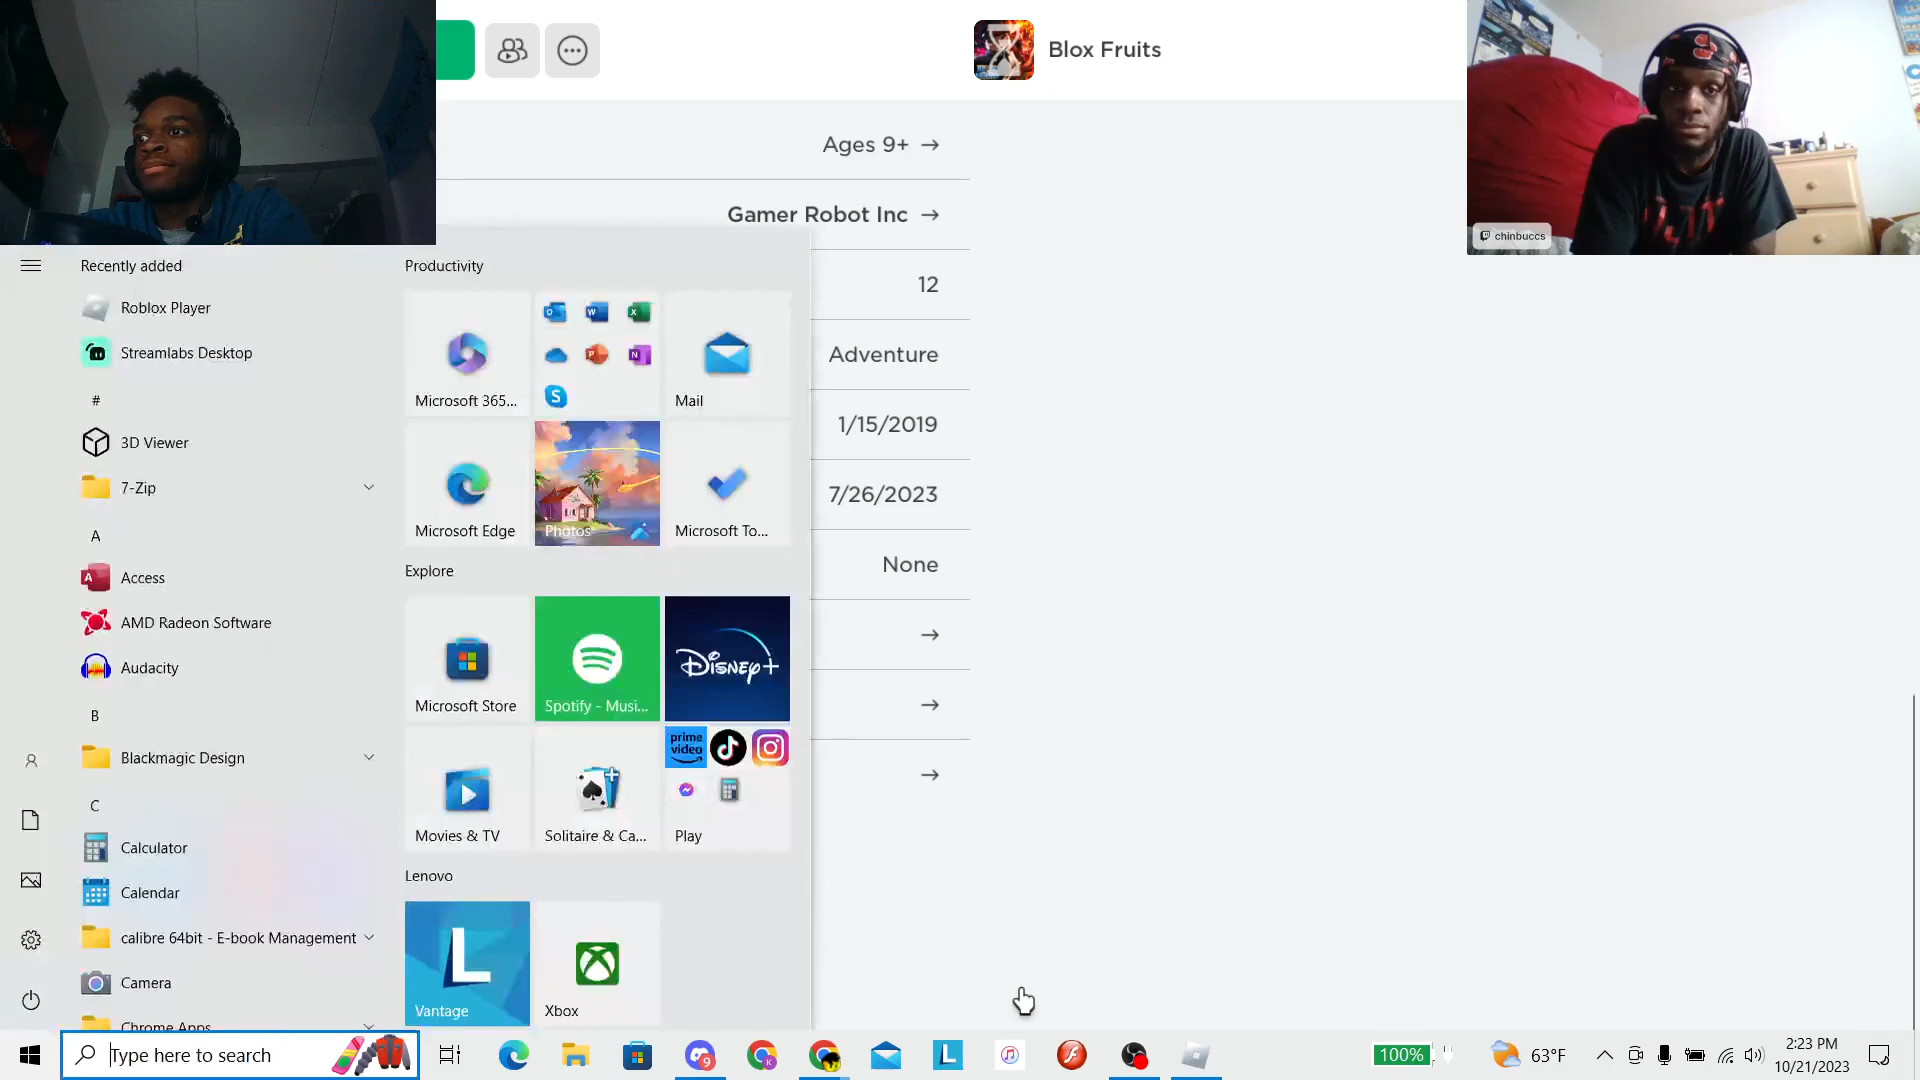 Blox Fruits
Ages 9+
Gamer Robot Inc
12
Adventure
1/15/2019
7/26/2023
None
chinbuccs
Recently added
Roblox Player
Streamlabs Desktop
#
3D Viewer
7-Zip
A
Access
AMD Radeon Software
Audacity
B
Blackmagic Design
C
Calculator
Calendar
calibre 64bit - E-book Management
Camera
Chrome Apps
Productivity
Microsoft 365...
Mail
Microsoft Edge
Photos
Microsoft To...
Explore
Microsoft Store
Spotify - Musi...
Disney+
Movies & TV
Solitaire & Ca...
prime video
Play
Lenovo
L
Vantage
Xbox
Type here to search
9
L
100%
63°F
2:23 PM
10/21/2023